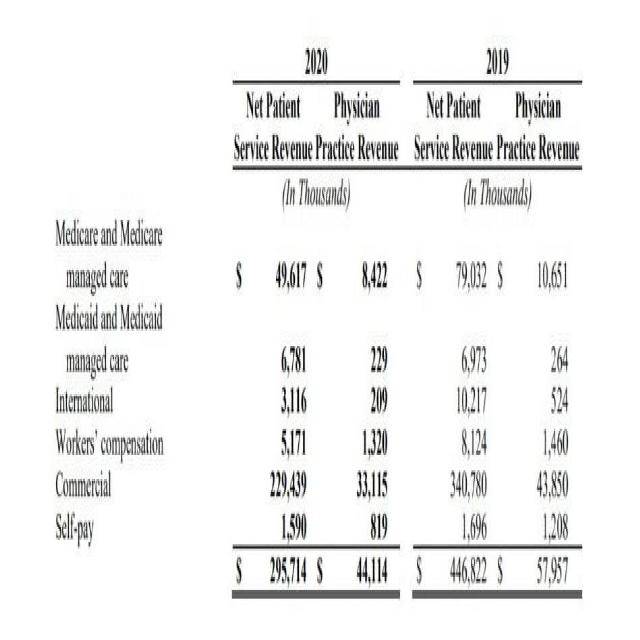 2020 2019
Net Patient Physician Net Patient Physician
Service Revenue Practice Revenue Service Revenue Practice Revenue
(In Thousands) (In Thousands)
Medicare and Medicare
managed care $ 49,617 $ 8,422 $ 79,032 $ 10,651
Medicaid and Medicaid
managed care 6,781 229 6,973 264
International 3,116 209 10,217 524
Workers' compensation 5,171 1,320 8,124 1,460
Commercial 229,439 33,115 340,780 43,850
Self-pay 1,590 819 1,696 1,208
$ 295,714 $ 44,114 $ 446,822 $ 57,957